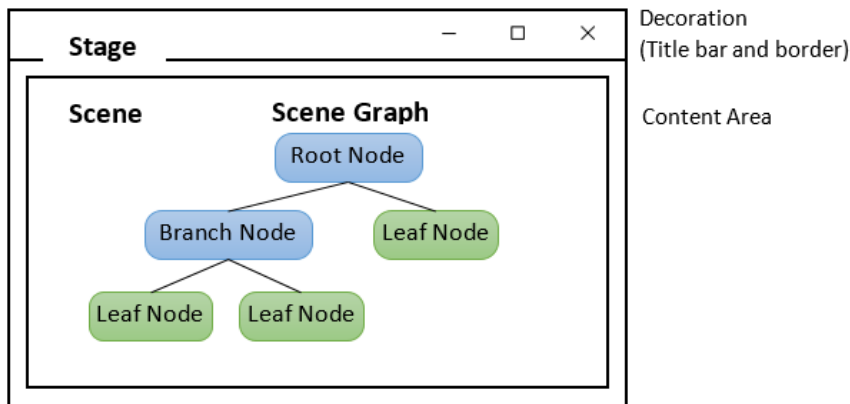 Stage
Decoration
(Title bar and border)
Scene
Scene Graph
Content Area
Root Node
Branch Node
Leaf Node
Leaf Node
Leaf Node